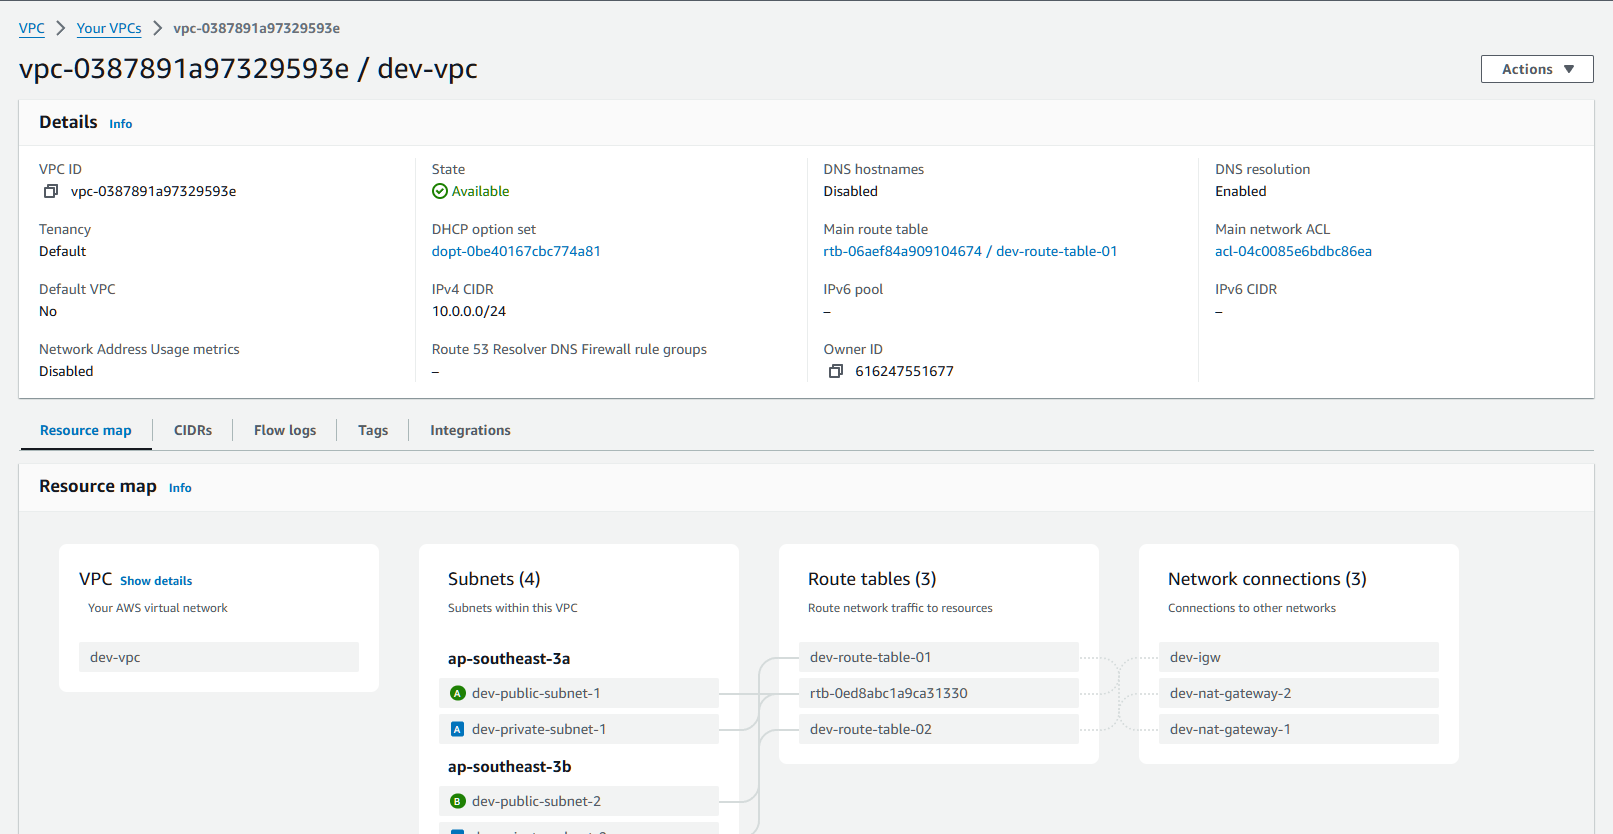 VPC > Your VPCs > vpc-0387891a97329593e
vpc-0387891a97329593e / dev-vpc
Actions
Details Info
VPC ID
vpc-0387891a97329593e
State
Available
DNS hostnames
Disabled
DNS resolution
Enabled
Tenancy
Default
DHCP option set
dopt-0be40167cbc774a81
Main route table
rtb-06aef84a909104674 / dev-route-table-01
Main network ACL
acl-04c0085e6bdbc86ea
Default VPC
No
IPv4 CIDR
10.0.0.0/24
IPv6 pool
–
IPv6 CIDR
–
Network Address Usage metrics
Disabled
Route 53 Resolver DNS Firewall rule groups
–
Owner ID
616247551677
Resource map CIDRs Flow logs Tags Integrations
Resource map Info
VPC Show details
Your AWS virtual network
dev-vpc
Subnets (4)
Subnets within this VPC
ap-southeast-3a
A dev-public-subnet-1
A dev-private-subnet-1
ap-southeast-3b
B dev-public-subnet-2
Route tables (3)
Route network traffic to resources
dev-route-table-01
rtb-0ed8abc1a9ca31330
dev-route-table-02
Network connections (3)
Connections to other networks
dev-igw
dev-nat-gateway-2
dev-nat-gateway-1